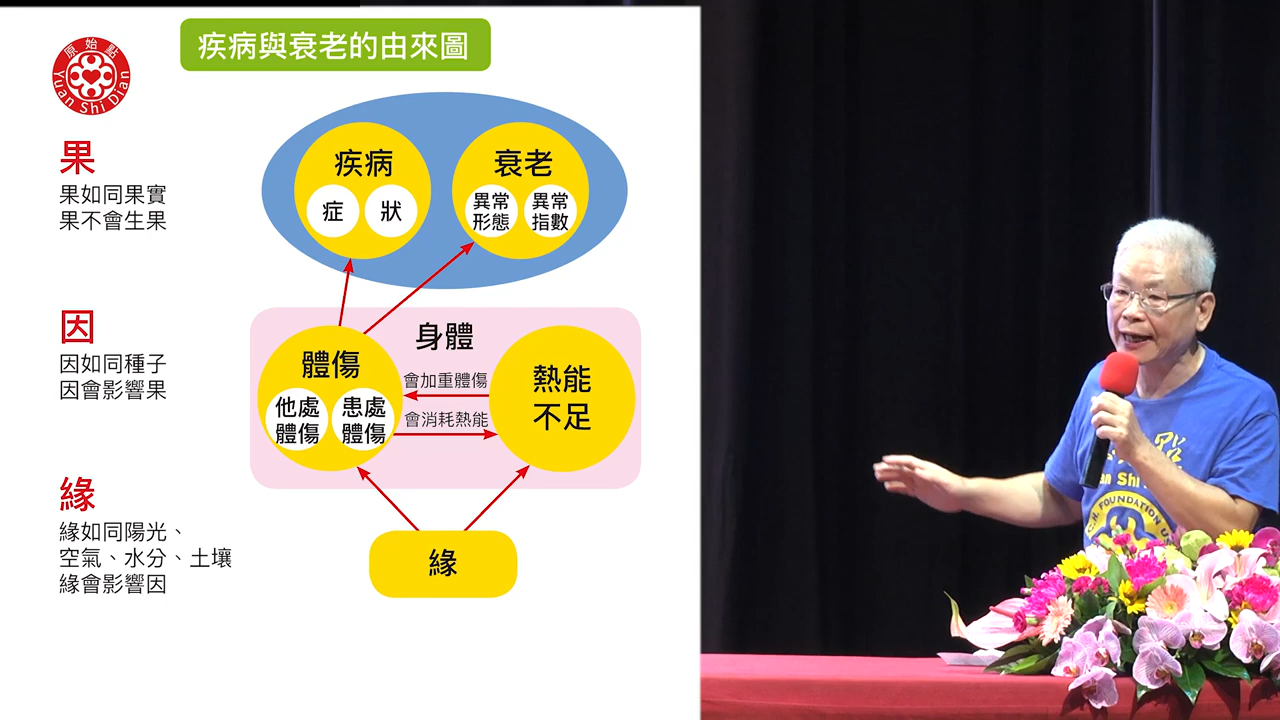 疾病與衰老的由來圖
原始點
Yuan Shi Dian
果
果如同果實
果不會生果
疾病
症
狀
衰老
異常
形態
異常
指數
因
因如同種子
因會影響果
身體
體傷
他處
體傷
患處
體傷
會加重體傷
會消耗熱能
熱能
不足
緣
緣如同陽光、
空氣、水分、土壤
緣會影響因
緣
an Shi
FOUNDATION U